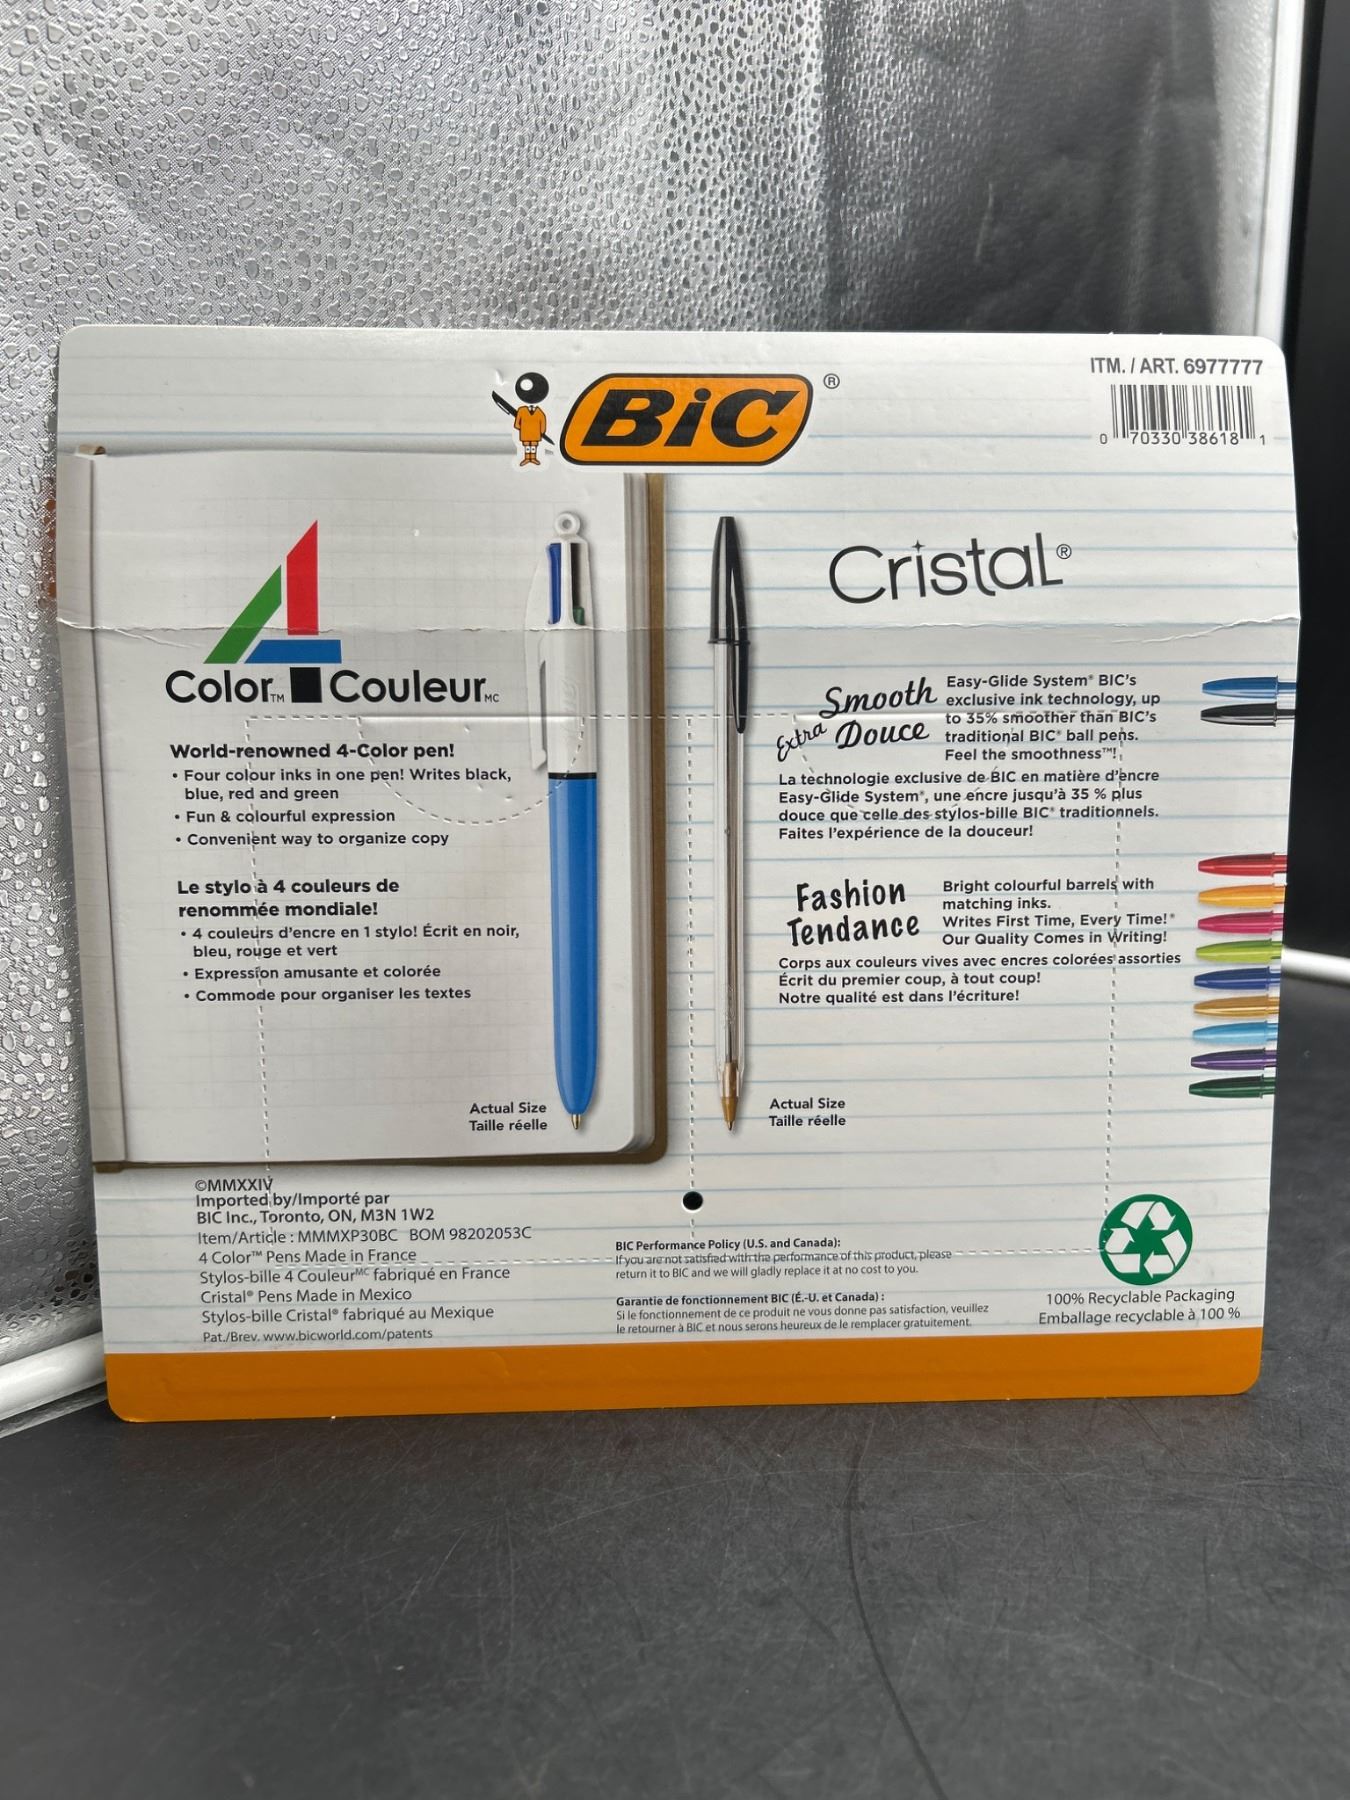 ITM. / ART. 6977777
BiC®
0 70330 38618 1
4
Color™ Couleur MC
World-renowned 4-Color pen!
• Four colour inks in one pen! Writes black,
blue, red and green
• Fun & colourful expression
• Convenient way to organize copy
Le stylo à 4 couleurs de
renommée mondiale!
• 4 couleurs d'encre en 1 stylo! Écrit en noir,
bleu, rouge et vert
• Expression amusante et colorée
• Commode pour organiser les textes
Actual Size
Taille réelle
Cristal®
Extra Smooth
Douce
Easy-Glide System® BIC's
exclusive ink technology, up
to 35% smoother than BIC's
traditional BIC® ball pens.
Feel the smoothness™!
La technologie exclusive de BIC en matière d'encre
Easy-Glide System®, une encre jusqu'à 35 % plus
douce que celle des stylos-bille BIC® traditionnels.
Faites l'expérience de la douceur!
Fashion
Tendance
Bright colourful barrels with
matching inks.
Writes First Time, Every Time!®
Our Quality Comes in Writing!
Corps aux couleurs vives avec encres colorées assorties
Écrit du premier coup, à tout coup!
Notre qualité est dans l'écriture!
Actual Size
Taille réelle
©MMXXIV
Imported by/Importé par
BIC Inc., Toronto, ON, M3N 1W2
Item/Article : MMMXP30BC BOM 98202053C
4 Color™ Pens Made in France
Stylos-bille 4 Couleur MC fabriqué en France
Cristal® Pens Made in Mexico
Stylos-bille Cristal® fabriqué au Mexique
Pat./Brev. www.bicworld.com/patents
BIC Performance Policy (U.S. and Canada):
If you are not satisfied with the performance of this product, please
return it to BIC and we will gladly replace it at no cost to you.
Garantie de fonctionnement BIC (É.-U. et Canada) :
Si le fonctionnement de ce produit ne vous donne pas satisfaction, veuillez
le retourner à BIC et nous serons heureux de le remplacer gratuitement.
100% Recyclable Packaging
Emballage recyclable à 100 %